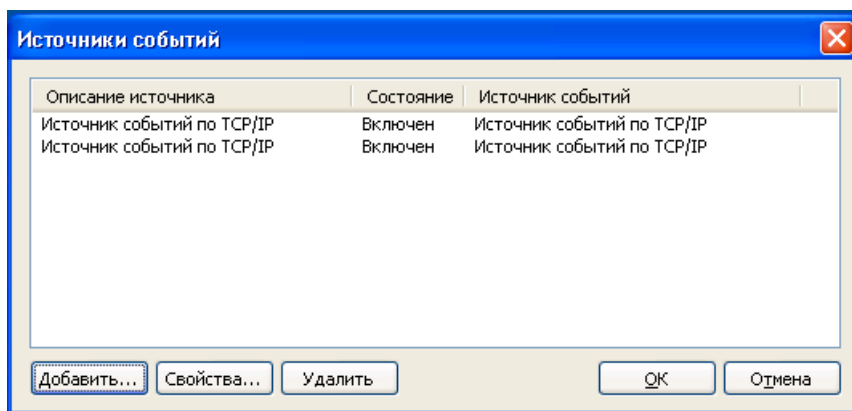 Источники событий
Описание источника Состояние Источник событий
Источник событий по TCP/IP Включен Источник событий по TCP/IP
Источник событий по TCP/IP Включен Источник событий по TCP/IP
Добавить... Свойства... Удалить OK Отмена